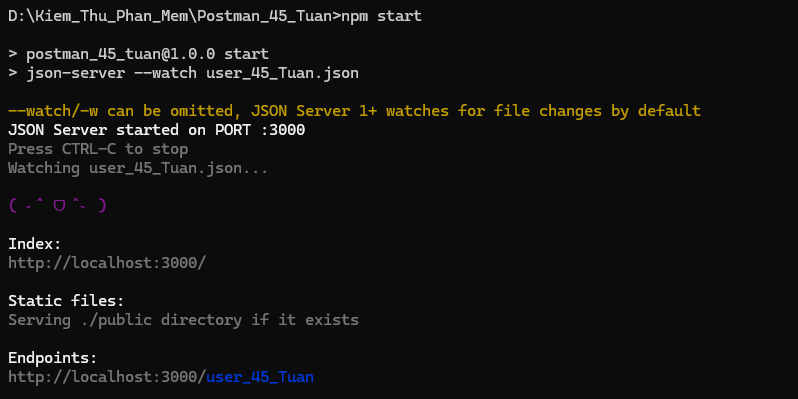 D:\Kiem_Thu_Phan_Mem\Postman_45_Tuan>npm start
> postman_45_tuan@1.0.0 start
> json-server --watch user_45_Tuan.json
--watch/-w can be omitted, JSON Server 1+ watches for file changes by default
JSON Server started on PORT :3000
Press CTRL-C to stop
Watching user_45_Tuan.json...
( ˶ˆ ᗜ ˆ˵ )
Index:
http://localhost:3000/
Static files:
Serving ./public directory if it exists
Endpoints:
http://localhost:3000/user_45_Tuan